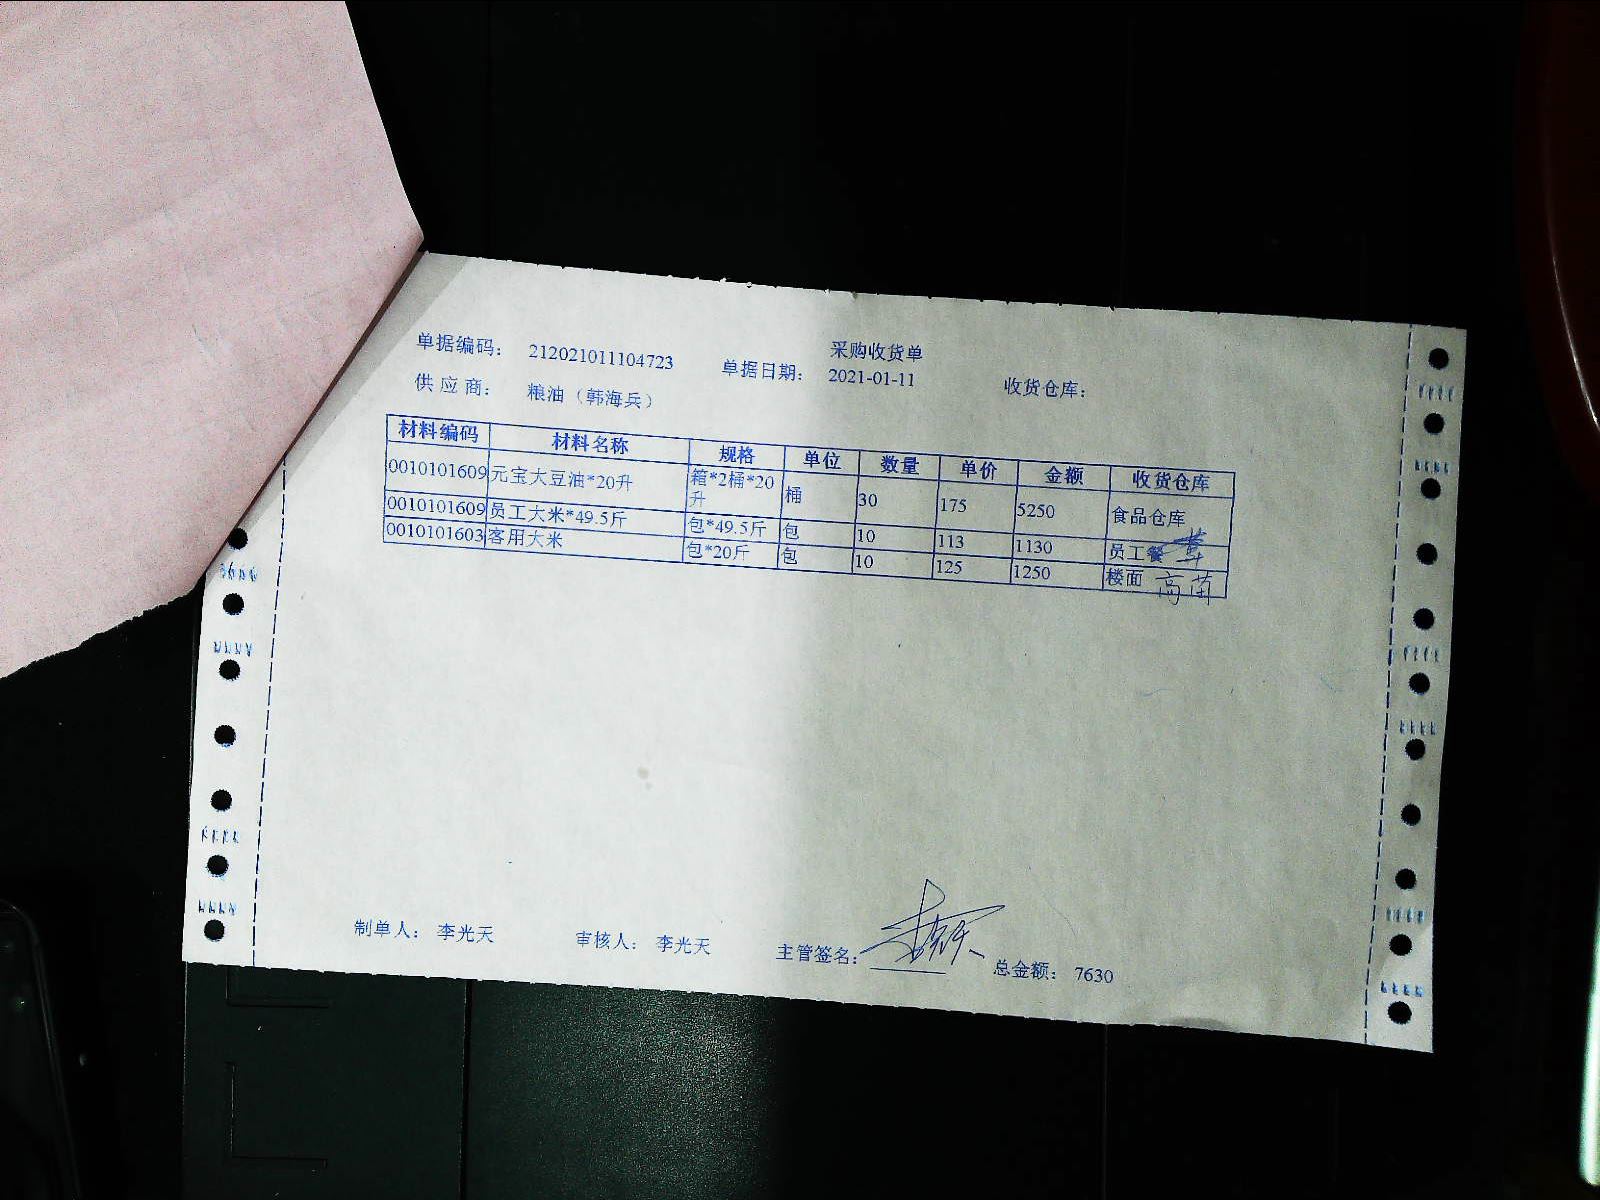 采购收货单
单据编码： 212021011104723 单据日期： 2021-01-11 收货仓库：
供应商： 粮油（韩海兵）
材料编码 材料名称 规格 单位 数量 单价 金额 收货仓库
0010101609 元宝大豆油*20升 箱*2桶*20升 桶 30 175 5250 食品仓库
0010101609 员工大米*49.5斤 包*49.5斤 包 10 113 1130 员工餐
0010101603 客用大米 包*20斤 包 10 125 1250 楼面 高苗
制单人： 李光天 审核人： 李光天 主管签名： 总金额： 7630